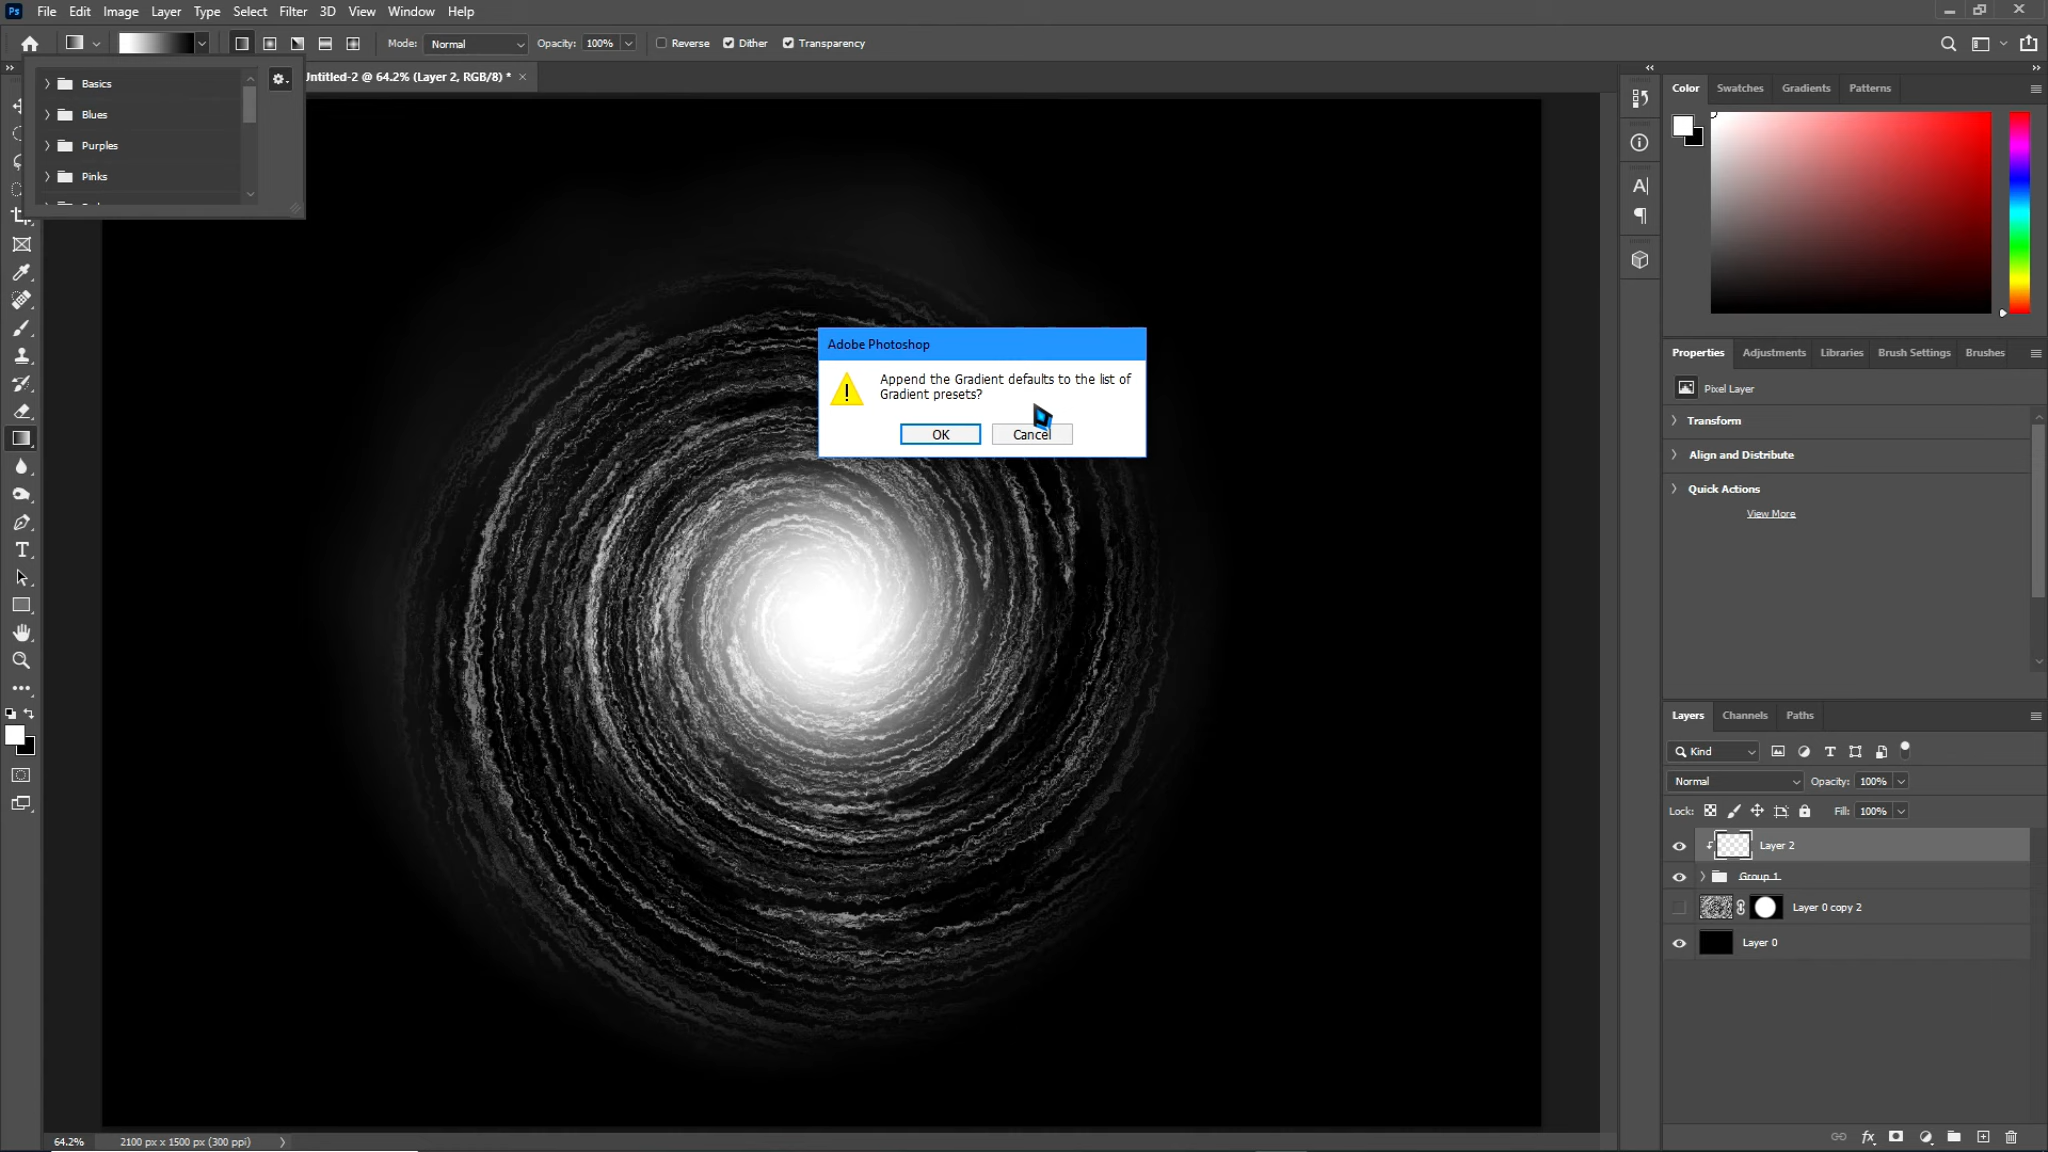 Ps File Edit Image Layer Type Select Filter 3D View Window Help
Mode: Normal Opacity: 100% Reverse Dither Transparency
Untitled-2 @ 64.2% (Layer 2, RGB/8) *
Basics
Blues
Purples
Pinks
Adobe Photoshop
Append the Gradient defaults to the list of
Gradient presets?
OK Cancel
Color Swatches Gradients Patterns
Properties Adjustments Libraries Brush Settings Brushes
Pixel Layer
Transform
Align and Distribute
Quick Actions
View More
Layers Channels Paths
Kind
Normal Opacity: 100%
Lock: Fill: 100%
Layer 2
Group 1
Layer 0 copy 2
Layer 0
64.2% 2100 px x 1500 px (300 ppi)